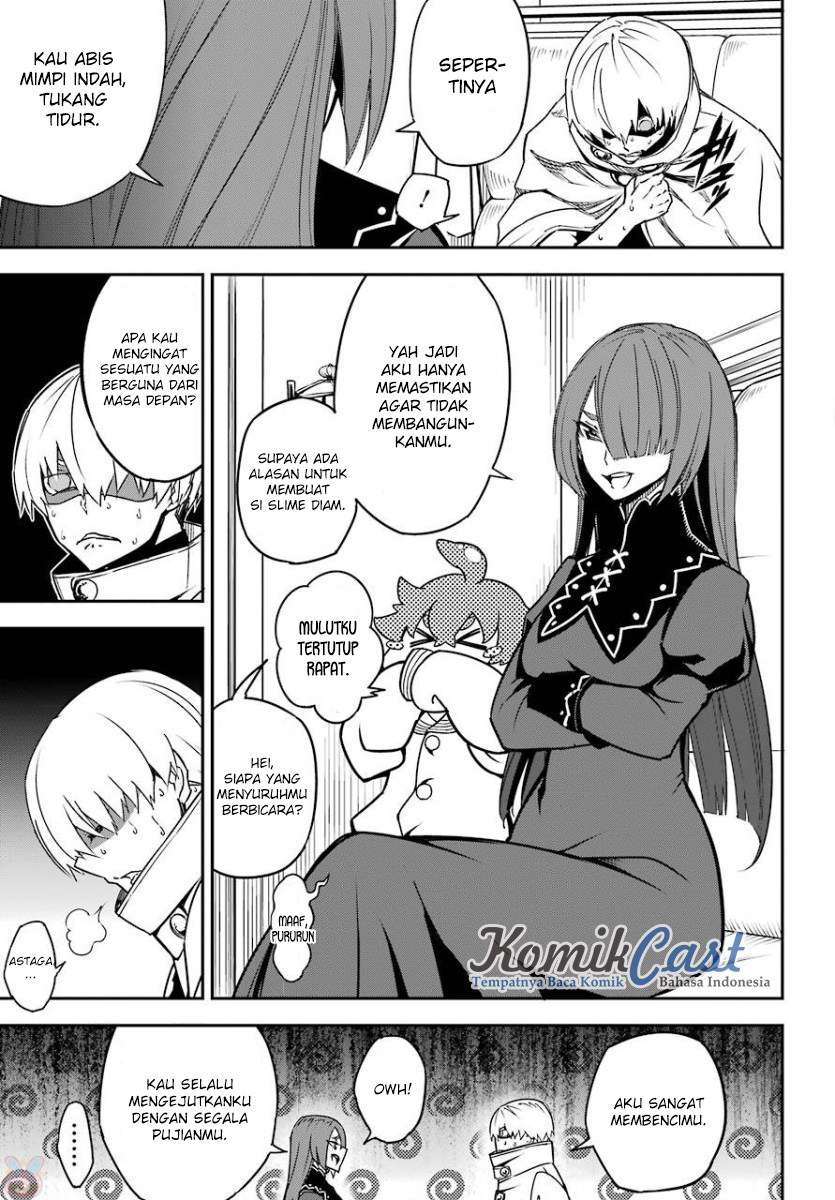 SEPER-
TINYA
KAU ABIS
MIMPI INDAH,
TUKANG
TIDUR.
!
YAH JADI
AKU HANYA
MEMASTIKAN
AGAR TIDAK
MEMBANGUN-
KANMU.
SUPAYA ADA
ALASAN UNTUK
MEMBUAT
SI SLIME DIAM.
MULUTKU
TERTUTUP
RAPAT.
HEI,
SIAPA YANG
MENYURUHMU
BERBICARA?
MAAF,
PURURUN
APA KAU
MENGINGAT
SESUATU YANG
BERGUNA DARI
MASA DEPAN?
ASTAGA
...
KomikCast
Tempatnya Baca Komik Bahasa Indonesia
AKU SANGAT
MEMBENCIMU.
OWH!
KAU SELALU
MENGEJUTKANKU
DENGAN SEGALA
PUJIANMU.
......